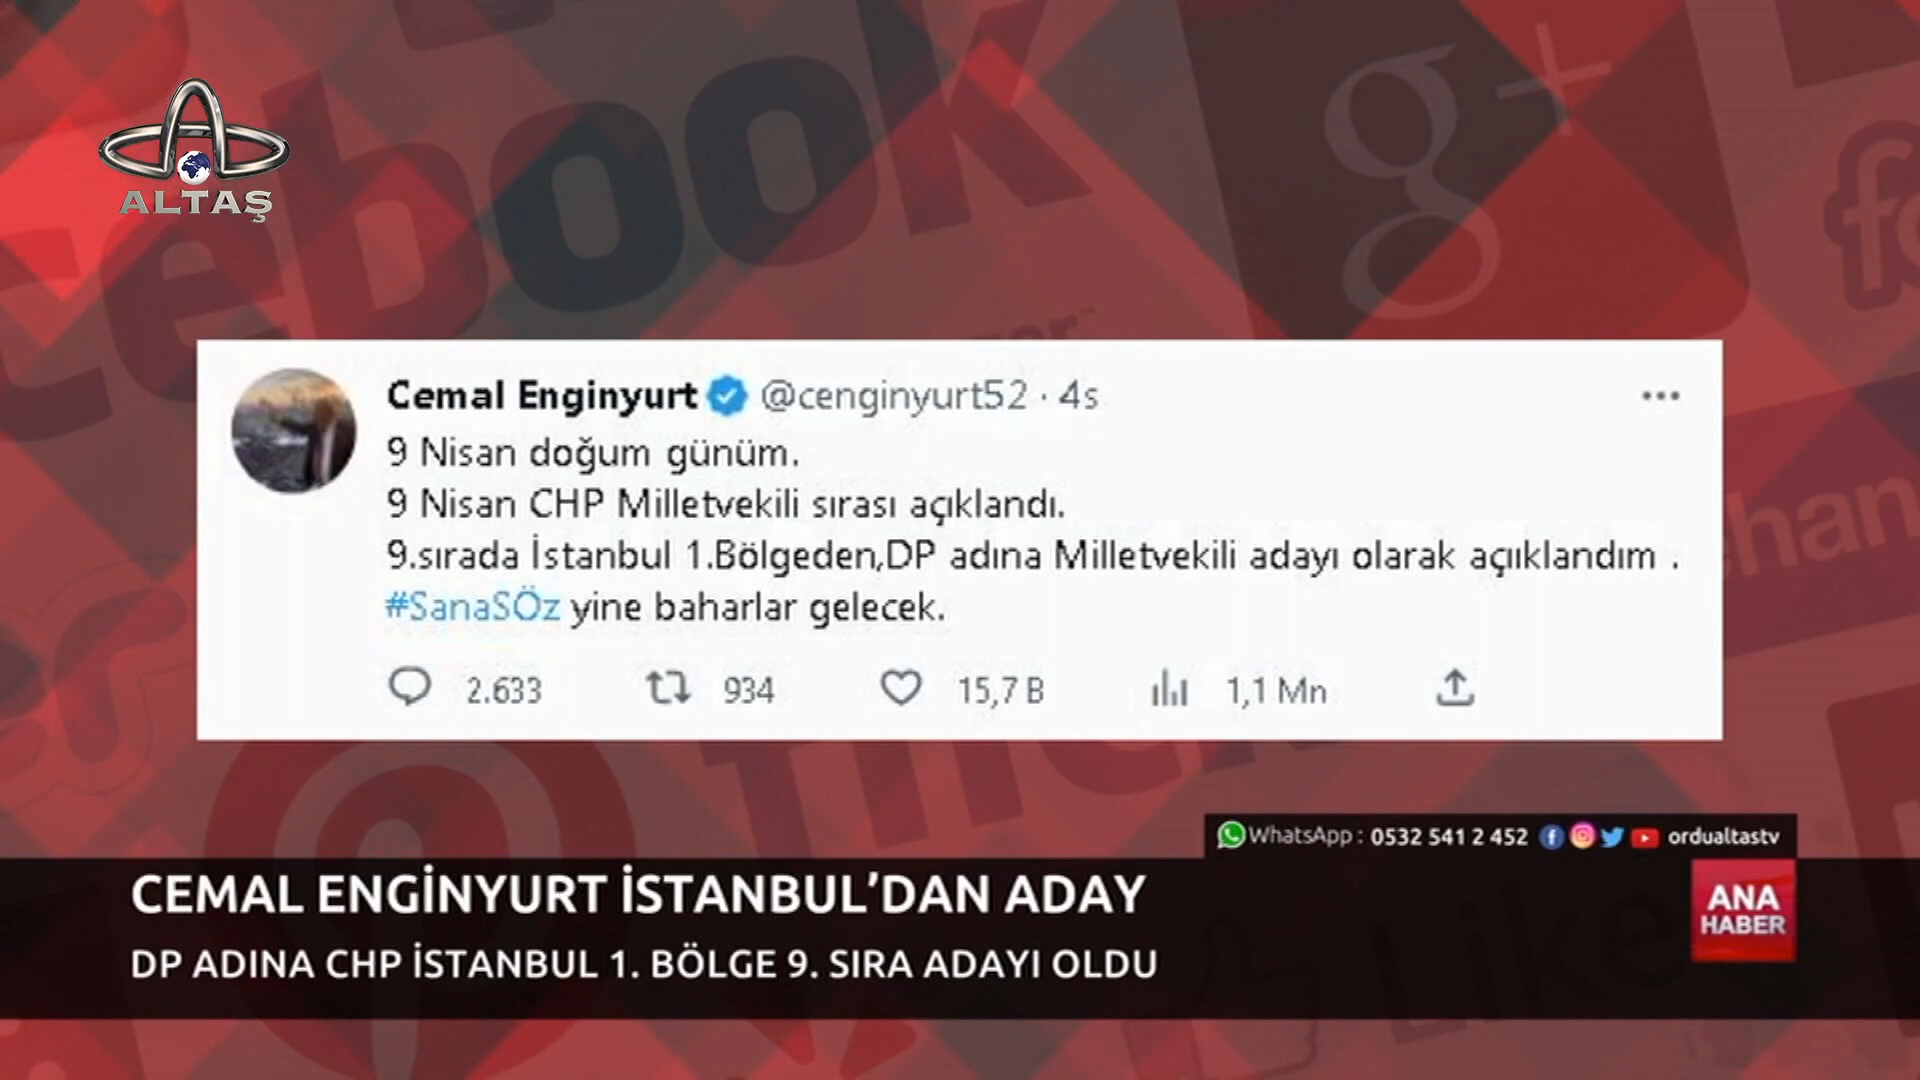 ALTAŞ
cebook
g+
Cemal Enginyurt @cenginyurt52 · 4s
9 Nisan doğum günüm.
9 Nisan CHP Milletvekili sırası açıklandı.
9.sırada İstanbul 1.Bölgeden,DP adına Milletvekili adayı olarak açııklandım .
#SanaSÖz yine baharlar gelecek.
2.633 934 15,7 B 1,1 Mn
WhatsApp : 0532 541 2 452 ordualtastv
CEMAL ENGİNYURT İSTANBUL'DAN ADAY
DP ADINA CHP İSTANBUL 1. BÖLGE 9. SIRA ADAYI OLDU
ANA
HABER
Like